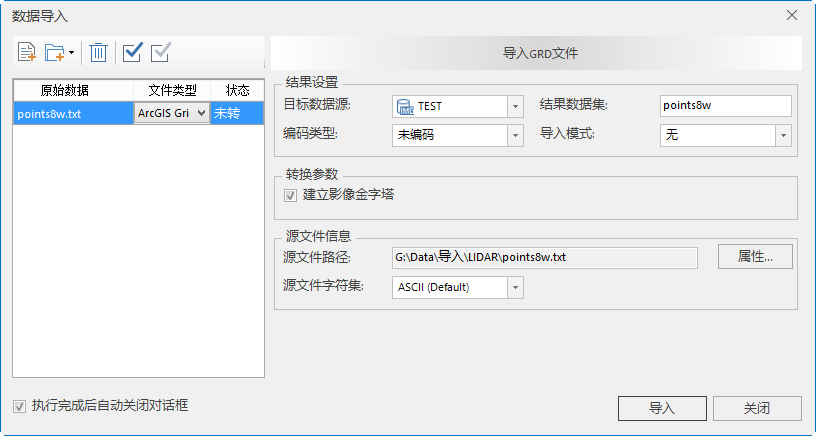 数据导入
导入GRD文件
原始数据 文件类型 状态
points8w.txt ArcGIS Gri 未转
结果设置
目标数据源: TEST 结果数据集: points8w
编码类型: 未编码 导入模式: 无
转换参数
建立影像金字塔
源文件信息
源文件路径: G:\Data\导入\LIDAR\points8w.txt 属性...
源文件字符集: ASCII (Default)
执行完成后自动关闭对话框 导入 关闭